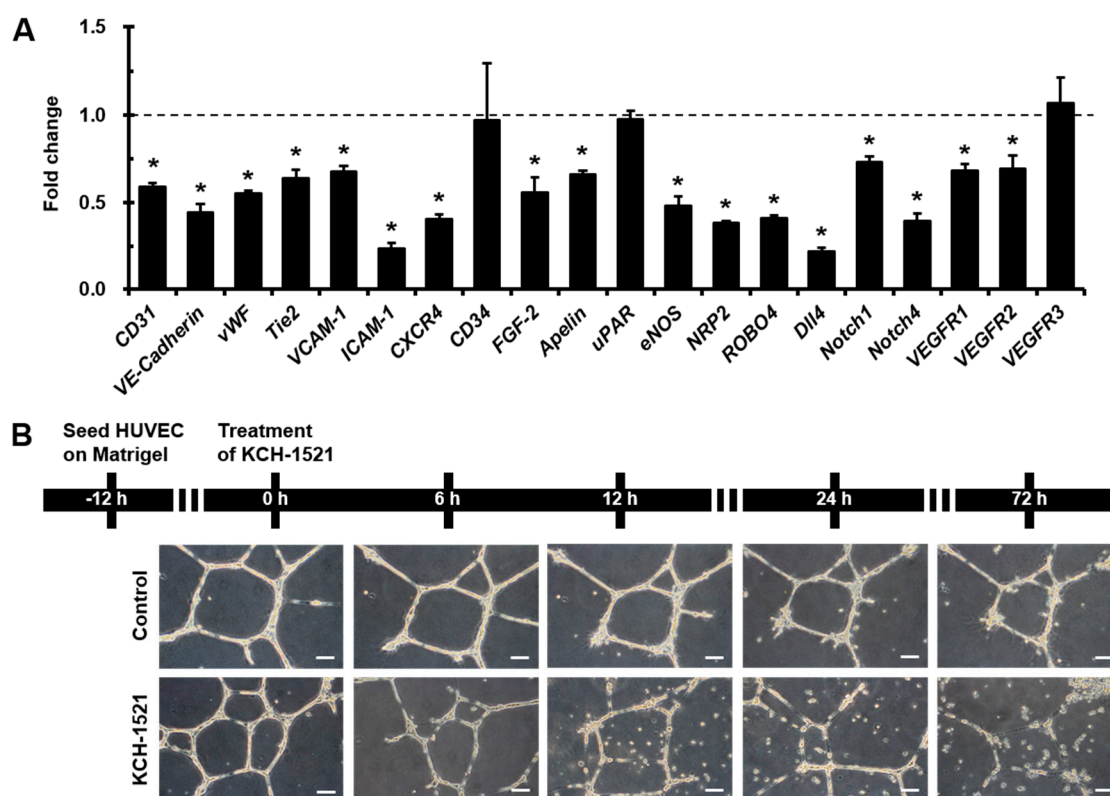 A
1.5
1.0
0.5
0.0
Fold change
* * * * * * * * * * * * * * * * *
CD31
VE-Cadherin
vWF
Tie2
VCAM-1
ICAM-1
CXCR4
CD34
FGF-2
Apelin
uPAR
eNOS
NRP2
ROBO4
Dll4
Notch1
Notch4
VEGFR1
VEGFR2
VEGFR3
B
Seed HUVEC
on Matrigel
Treatment
of KCH-1521
-12 h
0 h
6 h
12 h
24 h
72 h
Control
KCH-1521